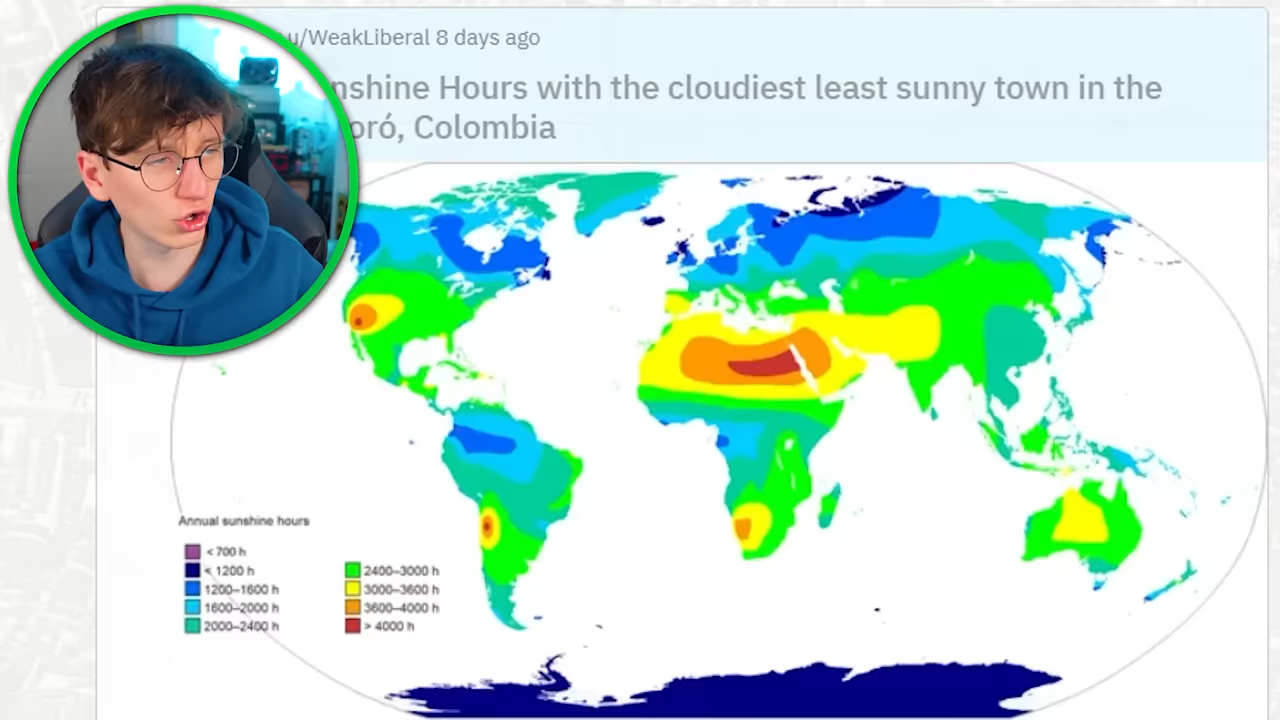 u/WeakLiberal 8 days ago
nshine Hours with the cloudiest least sunny town in the
oró, Colombia
Annual sunshine hours
< 700 h
< 1200 h
1200–1600 h
1600–2000 h
2000–2400 h
2400–3000 h
3000–3600 h
3600–4000 h
> 4000 h